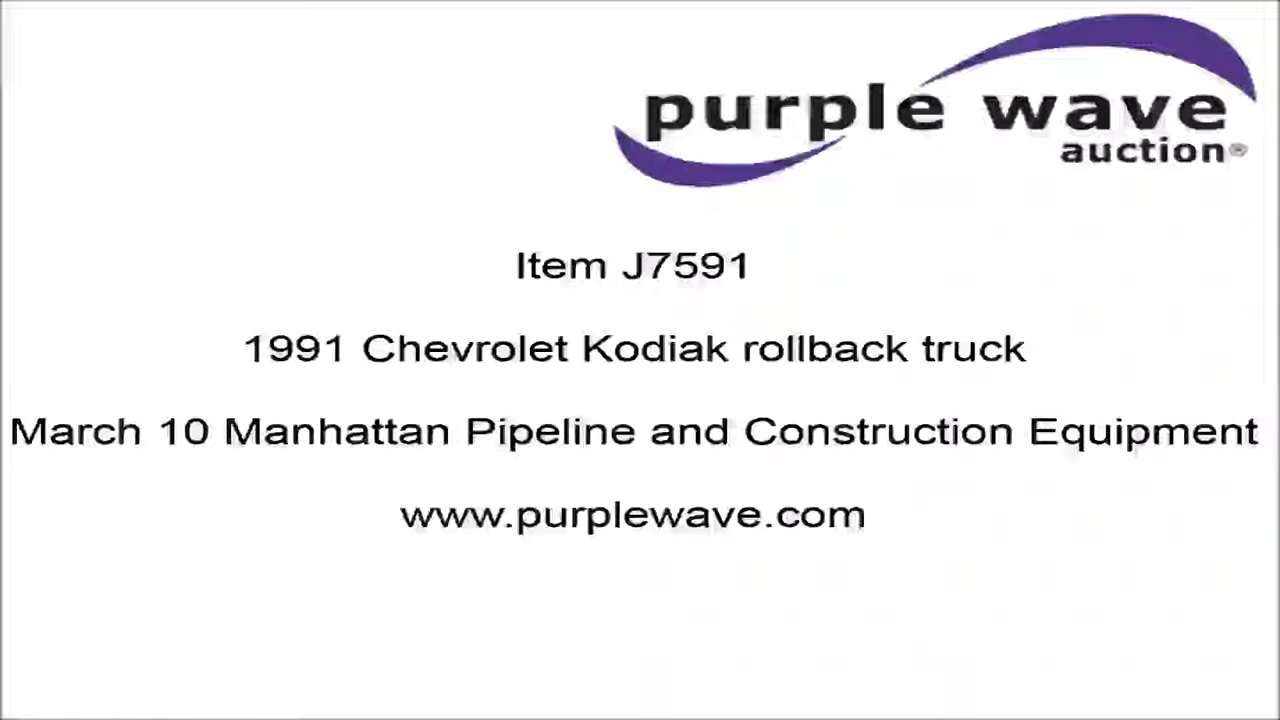 purple wave
auction®
Item J7591
1991 Chevrolet Kodiak rollback truck
March 10 Manhattan Pipeline and Construction Equipment
www.purplewave.com